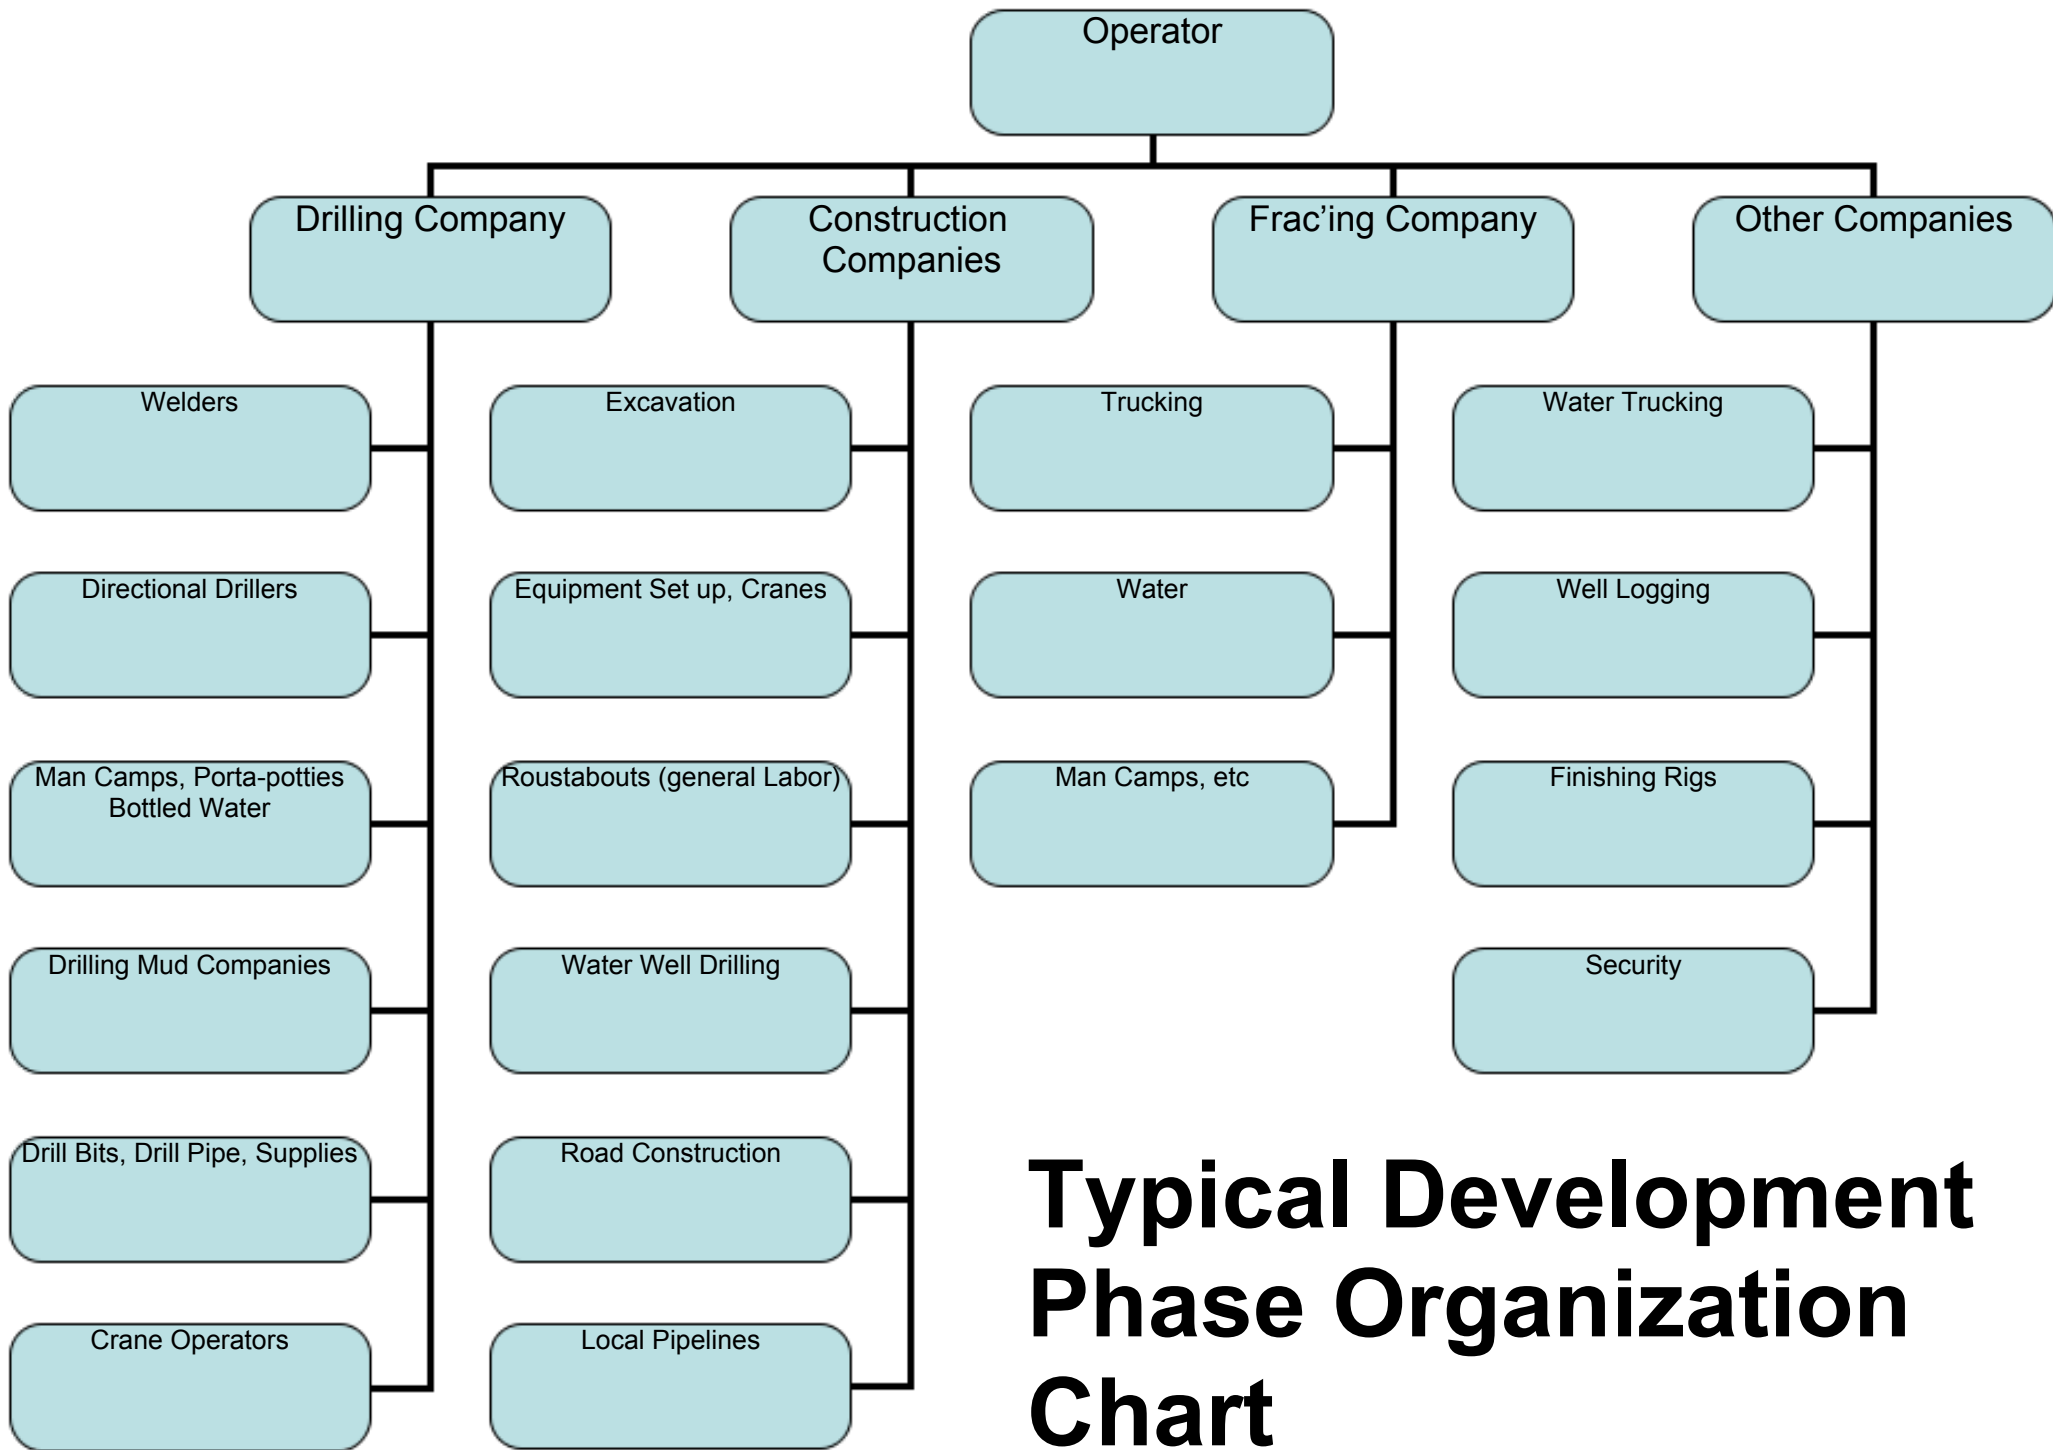 Operator
Drilling Company
Construction
Companies
Frac’ing Company
Other Companies
Welders
Excavation
Trucking
Water Trucking
Directional Drillers
Equipment Set up, Cranes
Water
Well Logging
Man Camps, Porta-potties
Bottled Water
Roustabouts (general Labor)
Man Camps, etc
Finishing Rigs
Drilling Mud Companies
Water Well Drilling
Security
Drill Bits, Drill Pipe, Supplies
Road Construction
Crane Operators
Local Pipelines
Typical Development
Phase Organization
Chart